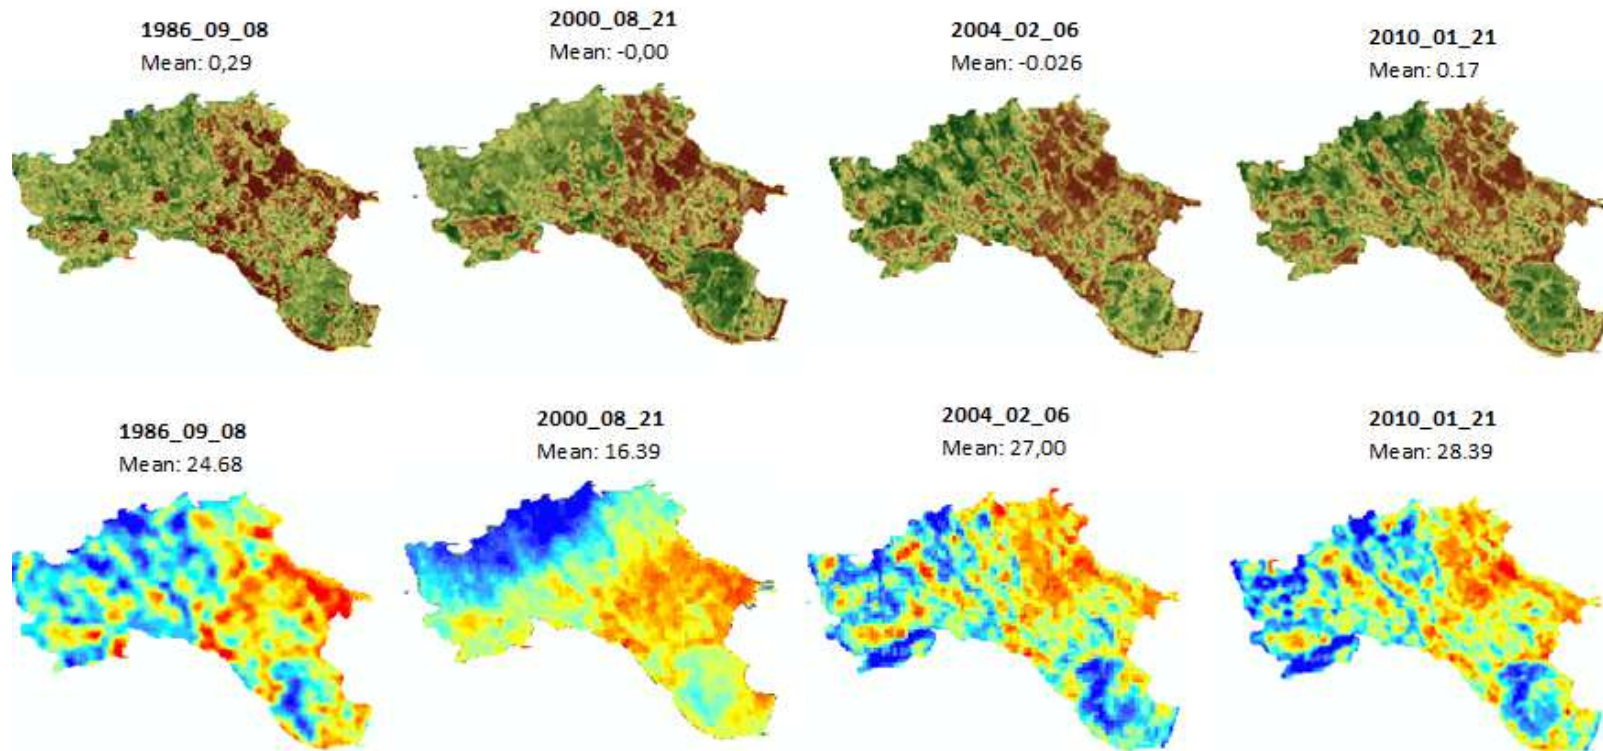 1986_09_08
Mean: 0,29
2000_08_21
Mean: -0,00
2004_02_06
Mean: -0.026
2010_01_21
Mean: 0.17
1986_09_08
Mean: 24.68
2000_08_21
Mean: 16.39
2004_02_06
Mean: 27,00
2010_01_21
Mean: 28.39